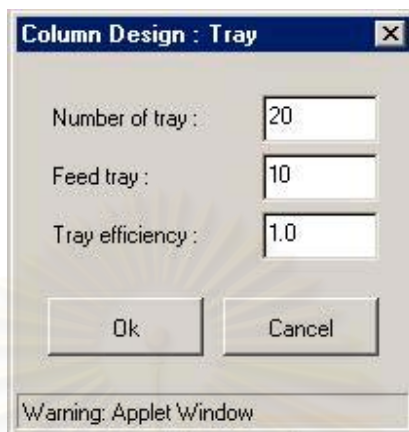 Column Design : Tray
Number of tray : 20
Feed tray : 10
Tray efficiency : 1.0
Ok Cancel
Warning: Applet Window